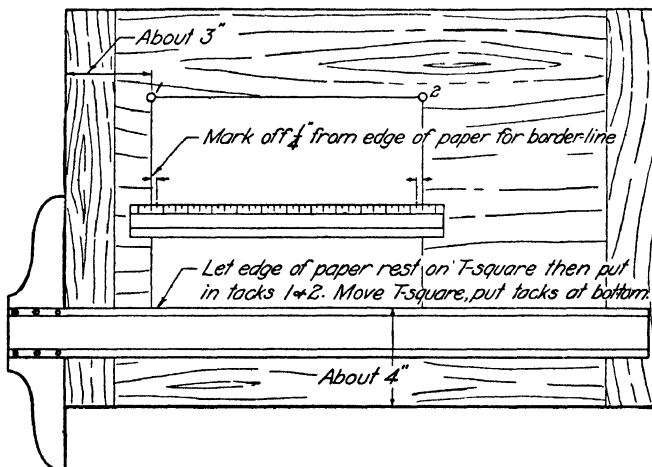 About 3"
1
2
Mark off 1/4" from edge of paper for border-line
Let edge of paper rest on T-square then put
in tacks 1&2. Move T-square, put tacks at bottom.
About 4"